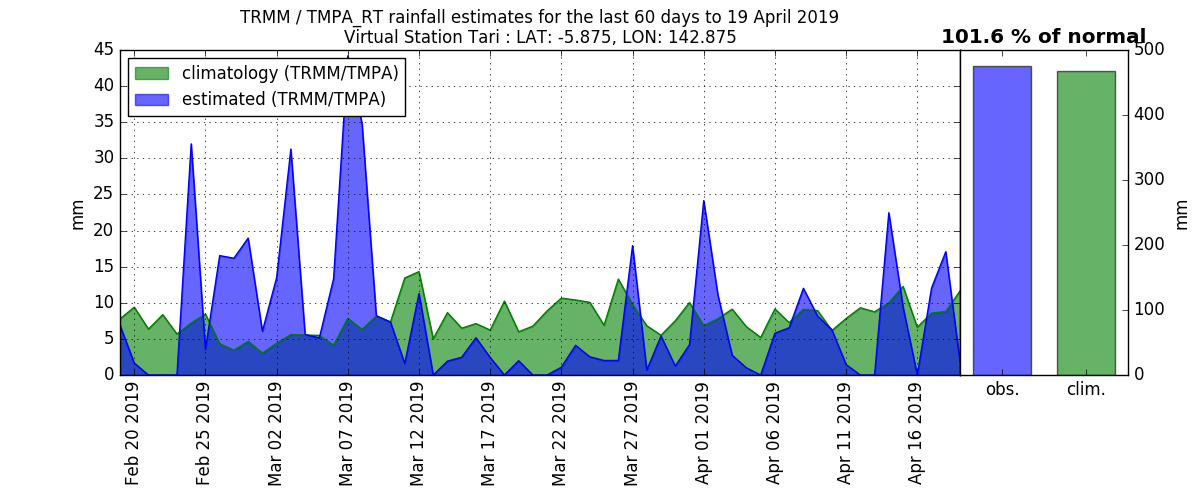 TRMM / TMPA_RT rainfall estimates for the last 60 days to 19 April 2019
Virtual Station Tari : LAT: -5.875, LON: 142.875
101.6 % of normal
climatology (TRMM/TMPA)
estimated (TRMM/TMPA)
45
40
35
30
25
20
15
10
5
0
mm
Feb 20 2019
Feb 25 2019
Mar 02 2019
Mar 07 2019
Mar 12 2019
Mar 17 2019
Mar 22 2019
Mar 27 2019
Apr 01 2019
Apr 06 2019
Apr 11 2019
Apr 16 2019
obs.
clim.
500
400
300
200
100
0
mm